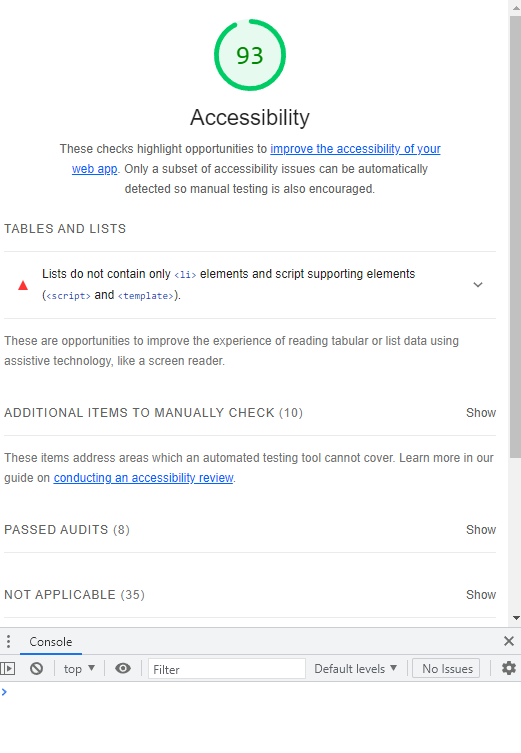 93
Accessibility
These checks highlight opportunities to improve the accessibility of your
web app. Only a subset of accessibility issues can be automatically
detected so manual testing is also encouraged.
TABLES AND LISTS
Lists do not contain only <li> elements and script supporting elements
(<script> and <template>).
These are opportunities to improve the experience of reading tabular or list data using
assistive technology, like a screen reader.
ADDITIONAL ITEMS TO MANUALLY CHECK (10) Show
These items address areas which an automated testing tool cannot cover. Learn more in our
guide on conducting an accessibility review.
PASSED AUDITS (8) Show
NOT APPLICABLE (35) Show
Console
top Filter Default levels No Issues